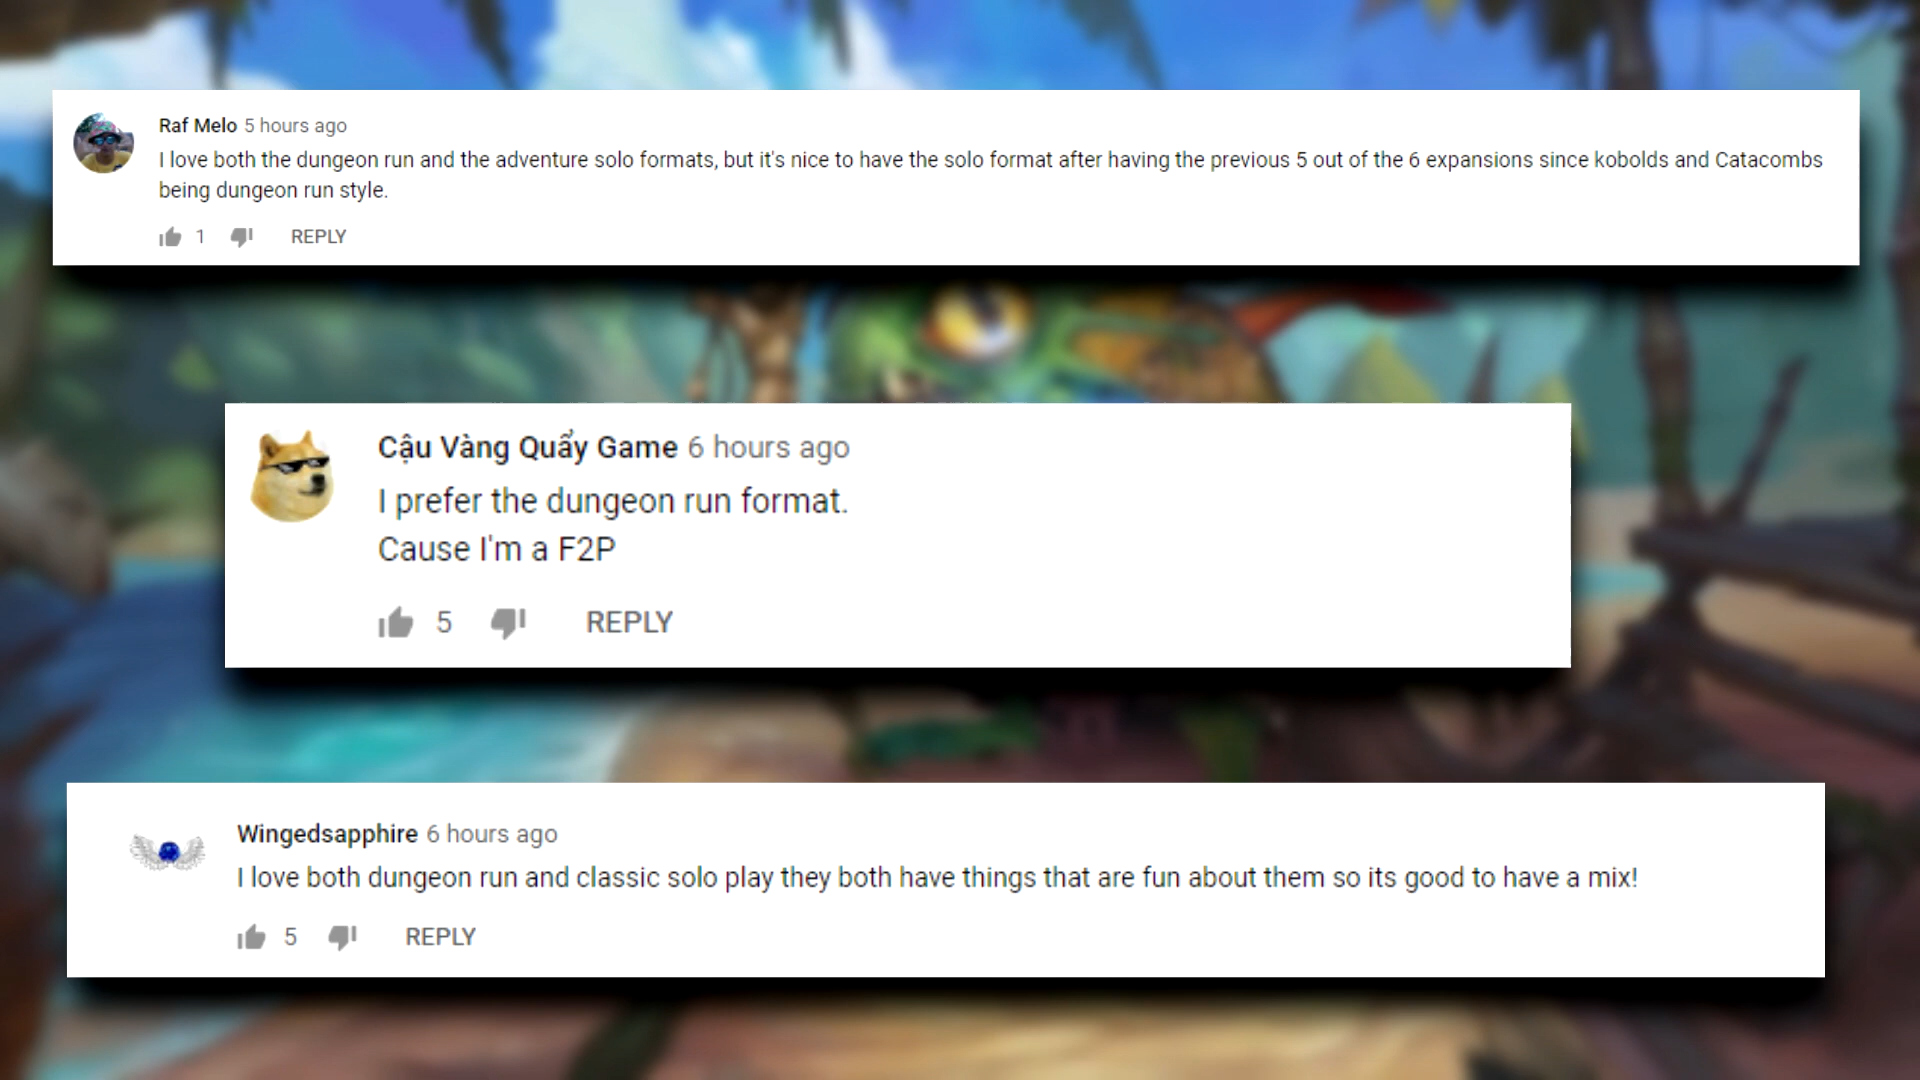 Raf Melo 5 hours ago
I love both the dungeon run and the adventure solo formats, but it's nice to have the solo format after having the previous 5 out of the 6 expansions since kobolds and Catacombs
being dungeon run style.
1 REPLY
Cậu Vàng Quẩy Game 6 hours ago
I prefer the dungeon run format.
Cause I'm a F2P
5 REPLY
Wingedsapphire 6 hours ago
I love both dungeon run and classic solo play they both have things that are fun about them so its good to have a mix!
5 REPLY